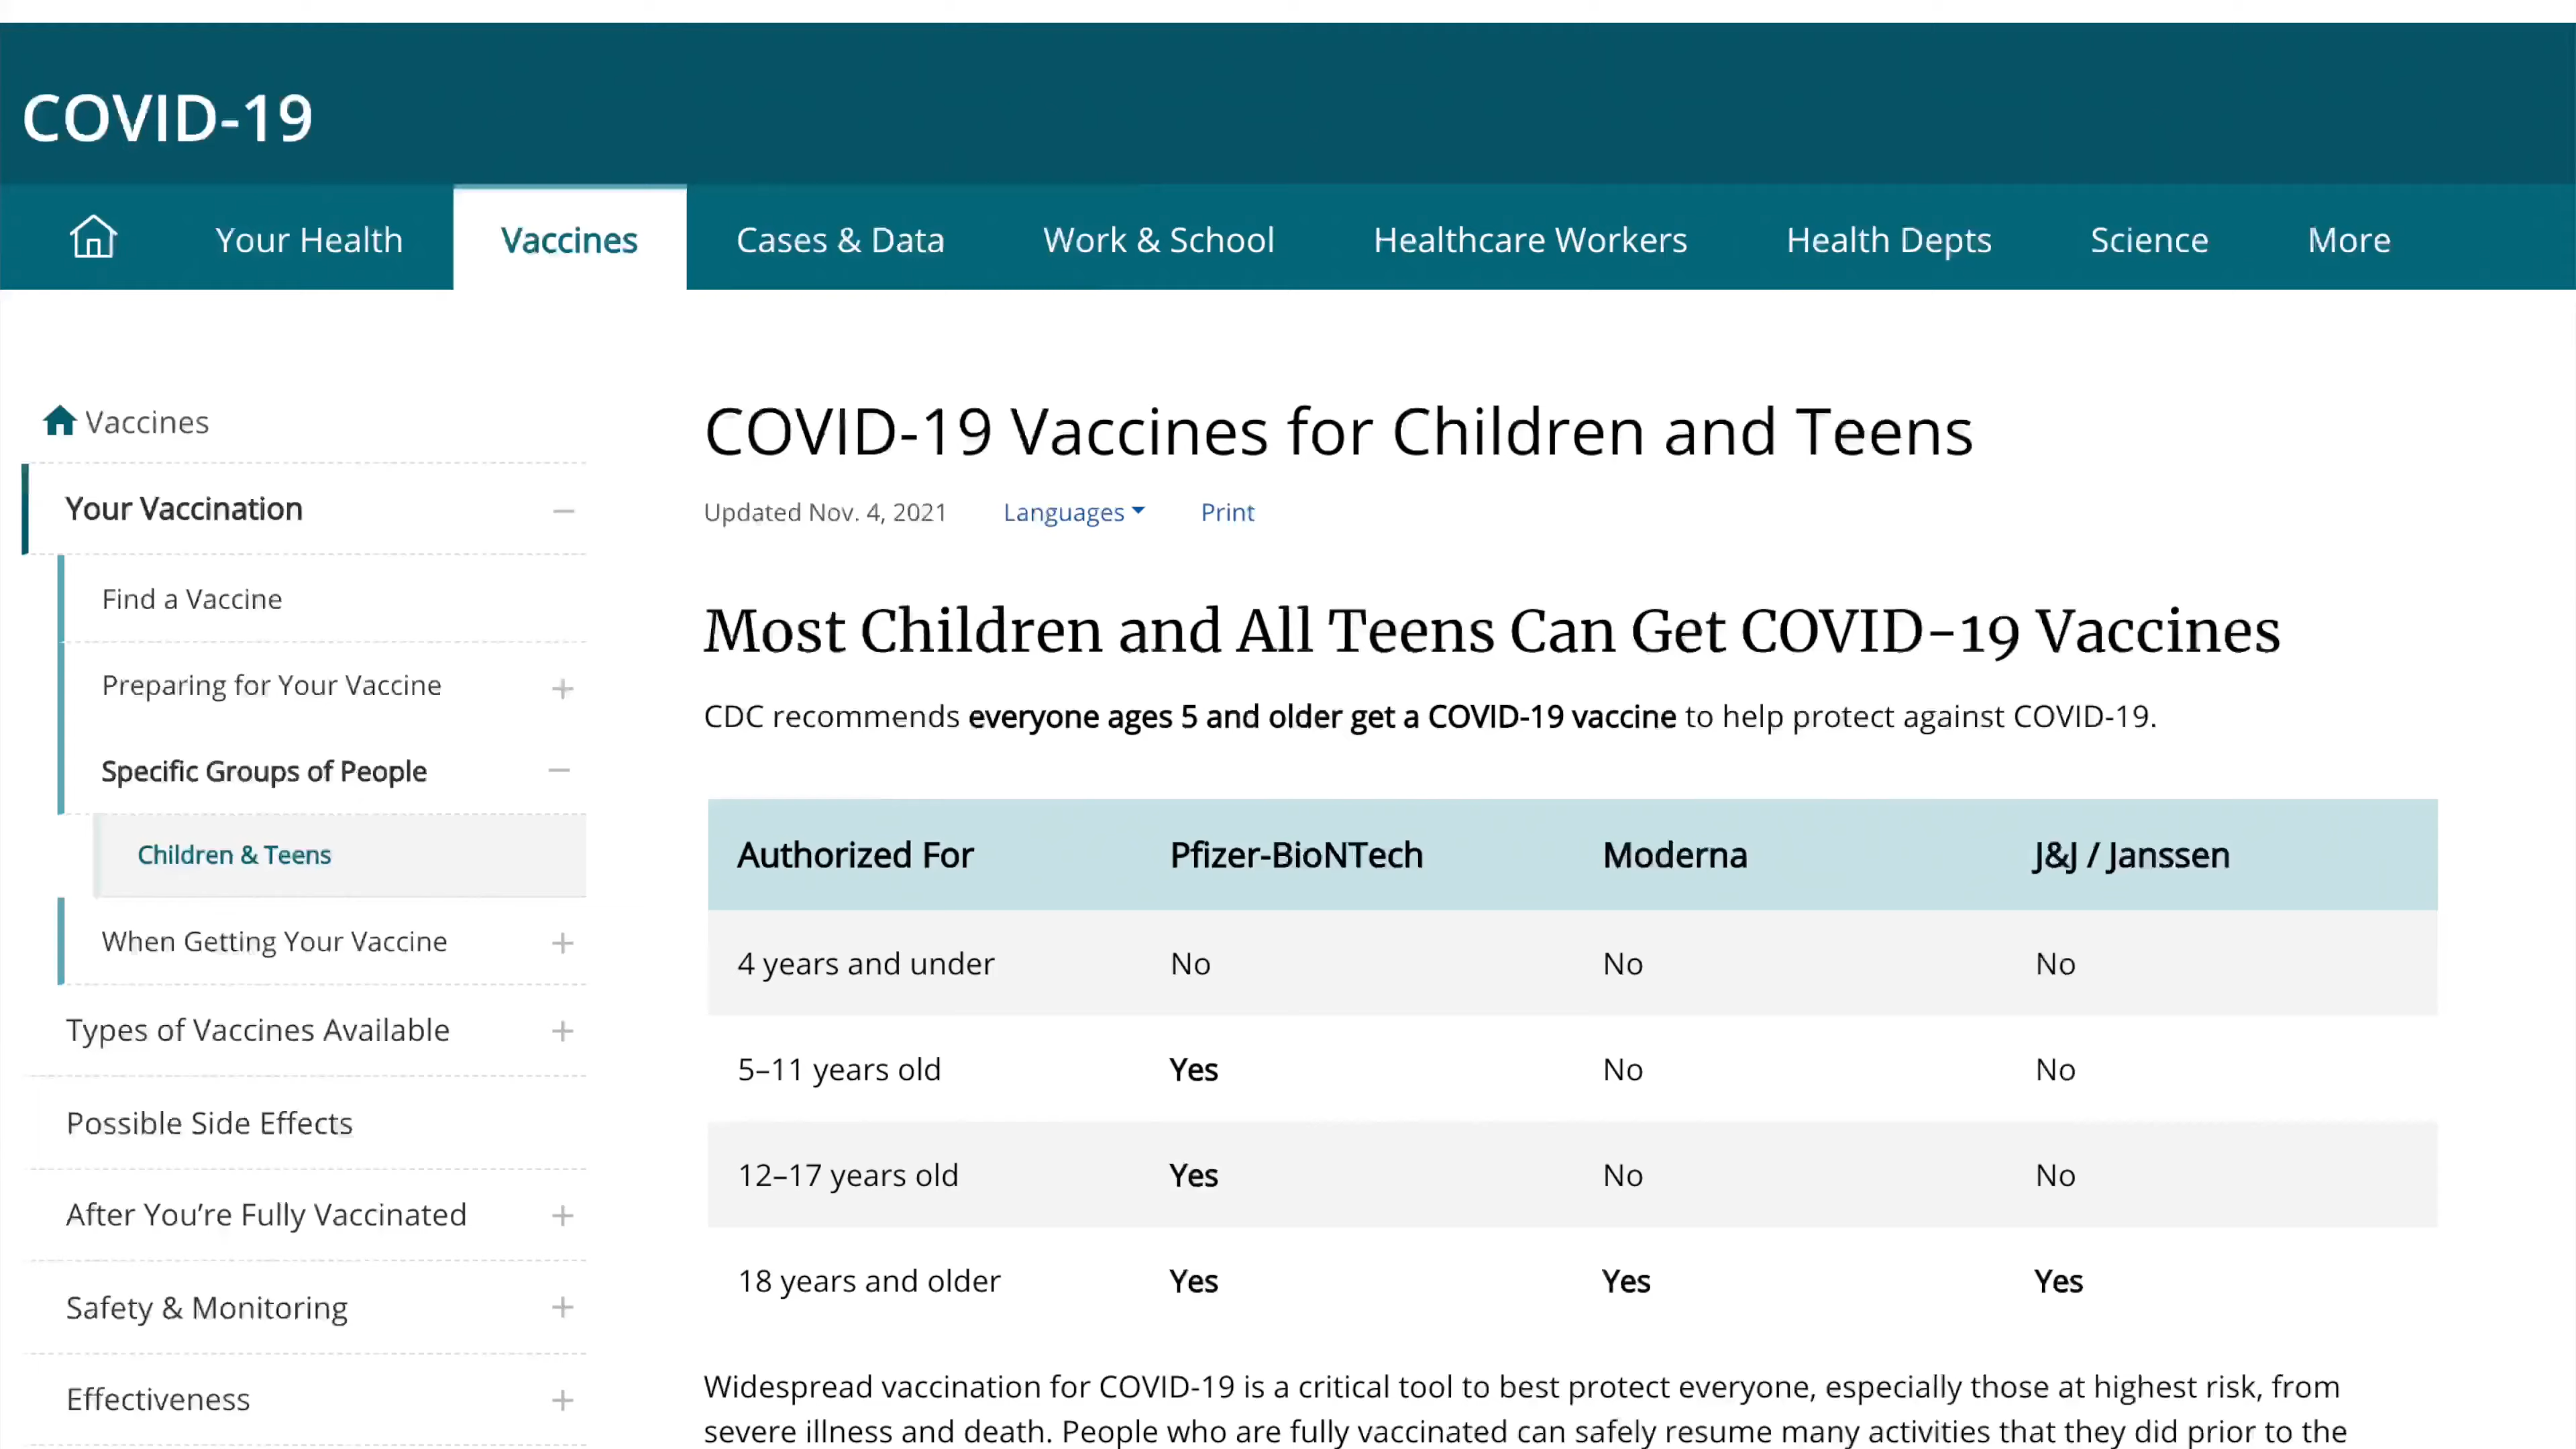 COVID-19
Your Health Vaccines Cases & Data Work & School Healthcare Workers Health Depts Science More
Vaccines
Your Vaccination
Find a Vaccine
Preparing for Your Vaccine
Specific Groups of People
Children & Teens
When Getting Your Vaccine
Types of Vaccines Available
Possible Side Effects
After You’re Fully Vaccinated
Safety & Monitoring
Effectiveness
COVID-19 Vaccines for Children and Teens
Updated Nov. 4, 2021 Languages Print
Most Children and All Teens Can Get COVID-19 Vaccines
CDC recommends everyone ages 5 and older get a COVID-19 vaccine to help protect against COVID-19.
Authorized For Pfizer-BioNTech Moderna J&J / Janssen
4 years and under No No No
5–11 years old Yes No No
12–17 years old Yes No No
18 years and older Yes Yes Yes
Widespread vaccination for COVID-19 is a critical tool to best protect everyone, especially those at highest risk, from
severe illness and death. People who are fully vaccinated can safely resume many activities that they did prior to the